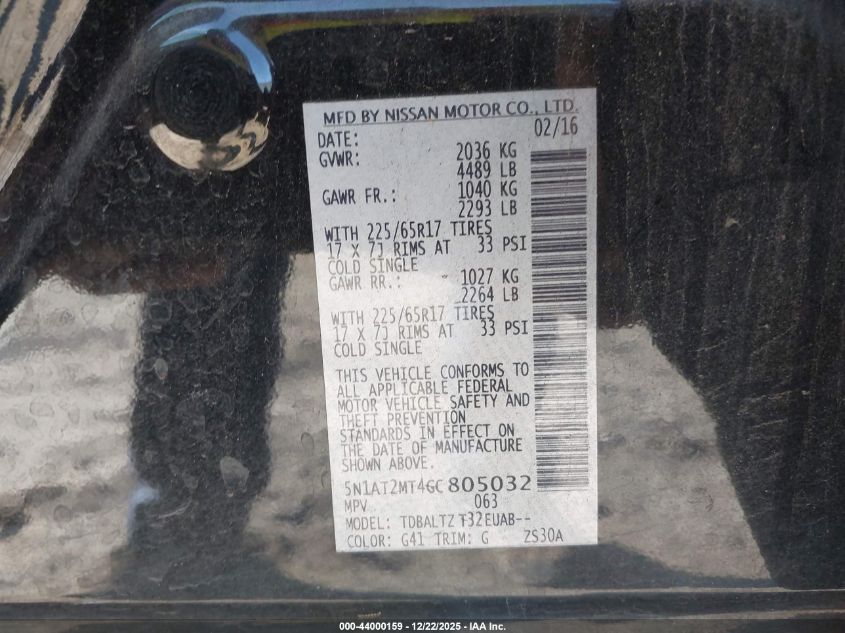 MFD BY NISSAN MOTOR CO., LTD.
DATE: 02/16
GVWR: 2036 KG
4489 LB
GAWR FR.: 1040 KG
2293 LB
WITH 225/65R17 TIRES
17 X 7J RIMS AT 33 PSI
COLD SINGLE
GAWR RR.: 1027 KG
2264 LB
WITH 225/65R17 TIRES
17 X 7J RIMS AT 33 PSI
COLD SINGLE
THIS VEHICLE CONFORMS TO
ALL APPLICABLE FEDERAL
MOTOR VEHICLE SAFETY AND
THEFT PREVENTION
STANDARDS IN EFFECT ON
THE DATE OF MANUFACTURE
SHOWN ABOVE.
5N1AT2MT4GC805032
MPV 063
MODEL: TDBALTZ T32EUAB--
COLOR: G41 TRIM: G ZS30A
000-44000159 - 12/22/2025 - IAA Inc.